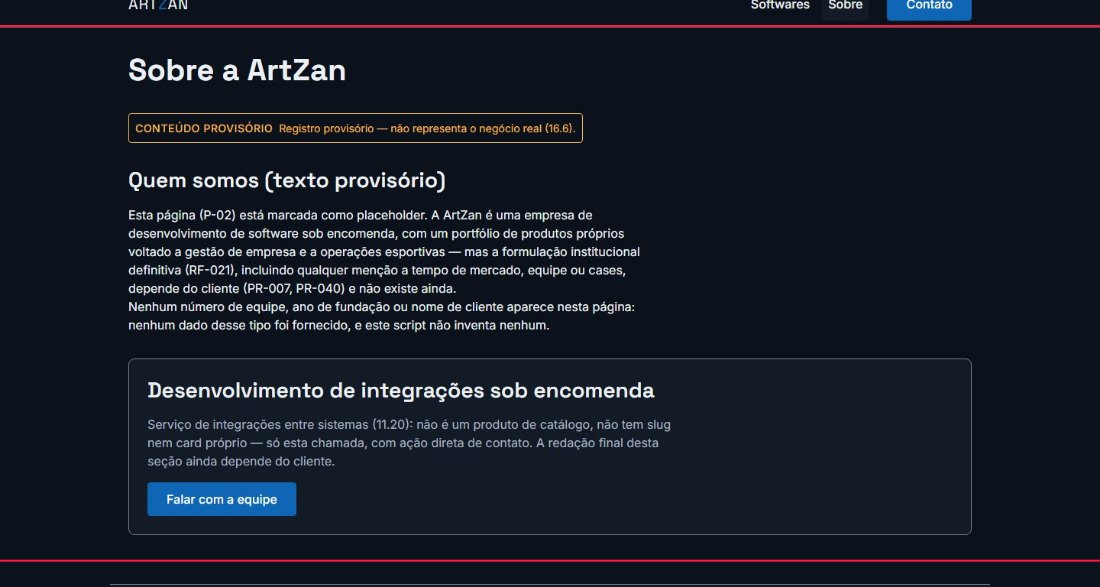 ARTZAN
Softwares Sobre Contato
Sobre a ArtZan
CONTEÚDO PROVISÓRIO Registro provisório — não representa o negócio real (16.6).
Quem somos (texto provisório)
Esta página (P-02) está marcada como placeholder. A ArtZan é uma empresa de
desenvolvimento de software sob encomenda, com um portfólio de produtos próprios
voltado a gestão de empresa e a operações esportivas — mas a formulação institucional
definitiva (RF-021), incluindo qualquer menção a tempo de mercado, equipe ou cases,
depende do cliente (PR-007, PR-040) e não existe ainda.
Nenhum número de equipe, ano de fundação ou nome de cliente aparece nesta página:
nenhum dado desse tipo foi fornecido, e este script não inventa nenhum.
Desenvolvimento de integrações sob encomenda
Serviço de integrações entre sistemas (11.20): não é um produto de catálogo, não tem slug
nem card próprio — só esta chamada, com ação direta de contato. A redação final desta
seção ainda depende do cliente.
Falar com a equipe